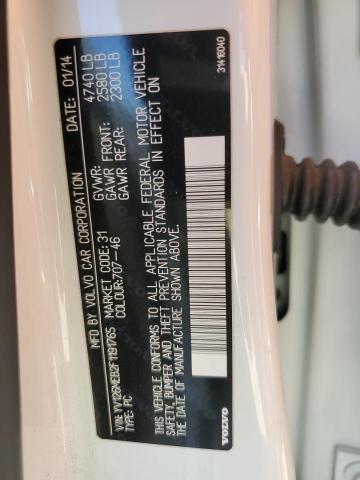 MFD BY VOLVO CAR CORPORATION DATE: 01/14
GVWR: 4740 LB
GAWR FRONT: 2580 LB
GAWR REAR: 2300 LB
MARKET CODE: 31
COLOUR:707-46
TYPE: PC
THIS VEHICLE CONFORMS TO ALL APPLICABLE FEDERAL MOTOR VEHICLE
SAFETY, BUMPER AND THEFT PREVENTION STANDARDS IN EFFECT ON
THE DATE OF MANUFACTURE SHOWN ABOVE.
VOLVO
31416040